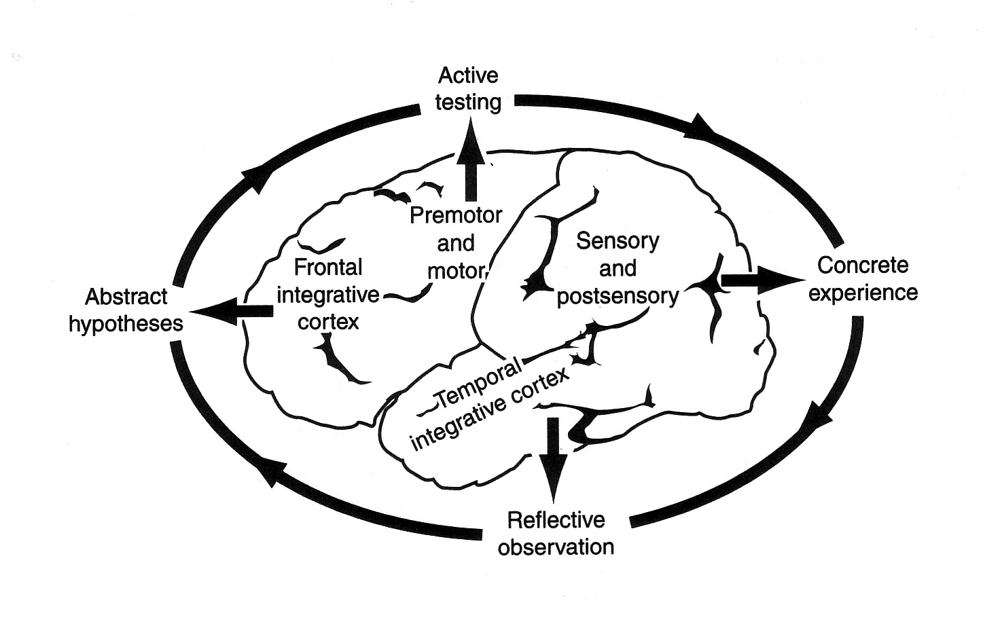 Active
testing
Premotor
and
motor
Sensory
and
postsensory
Frontal
integrative
cortex
Concrete
experience
Abstract
hypotheses
Temporal
integrative cortex
Reflective
observation